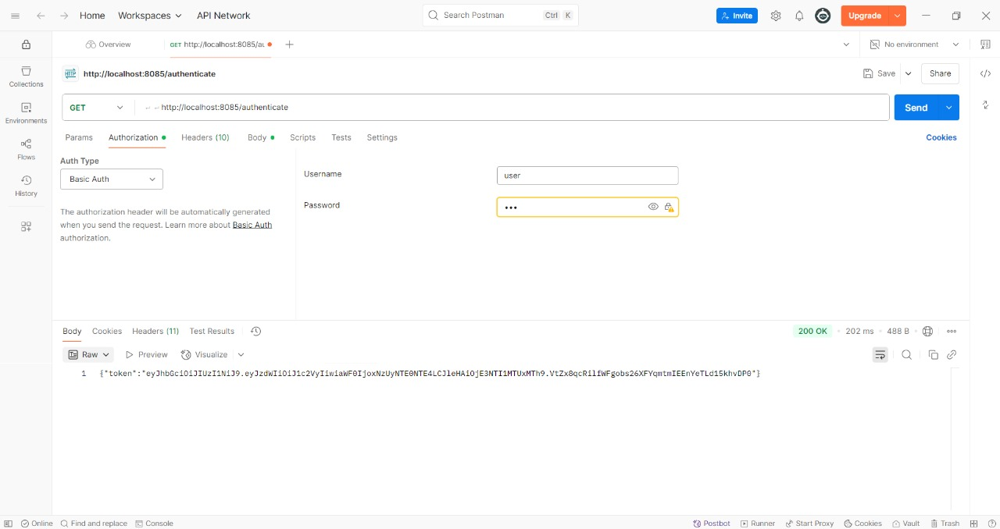 Home Workspaces API Network Search Postman Ctrl K Invite Upgrade
Overview GET http://localhost:8085/au No environment
Collections
Environments
Flows
History
HTTP http://localhost:8085/authenticate Save Share
GET http://localhost:8085/authenticate Send
Params Authorization Headers (10) Body Scripts Tests Settings Cookies
Auth Type
Basic Auth
The authorization header will be automatically generated
when you send the request. Learn more about Basic Auth
authorization.
Username user
Password •••
Body Cookies Headers (11) Test Results 200 OK • 202 ms • 488 B
Raw Preview Visualize
1 {"token":"eyJhbGciOiJIUzI1NiJ9.eyJzdWIiOiJ1c2VyIiwiaWF0IjoxNzUyNTE0NTE4LCJleHAiOjE3NTI1MTUxMTh9.VtZx8qcRilfWFgobs26XFYqmtmIEEnYeTLd15khvDP0"}
Online Find and replace Console Postbot Runner Start Proxy Cookies Vault Trash